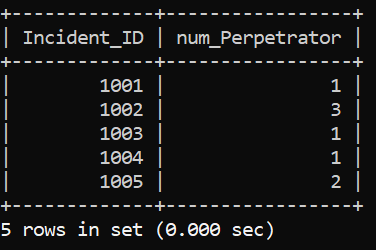 +-------------+-----------------+
| Incident_ID | num_Perpetrator |
+-------------+-----------------+
|        1001 |               1 |
|        1002 |               3 |
|        1003 |               1 |
|        1004 |               1 |
|        1005 |               2 |
+-------------+-----------------+
5 rows in set (0.000 sec)